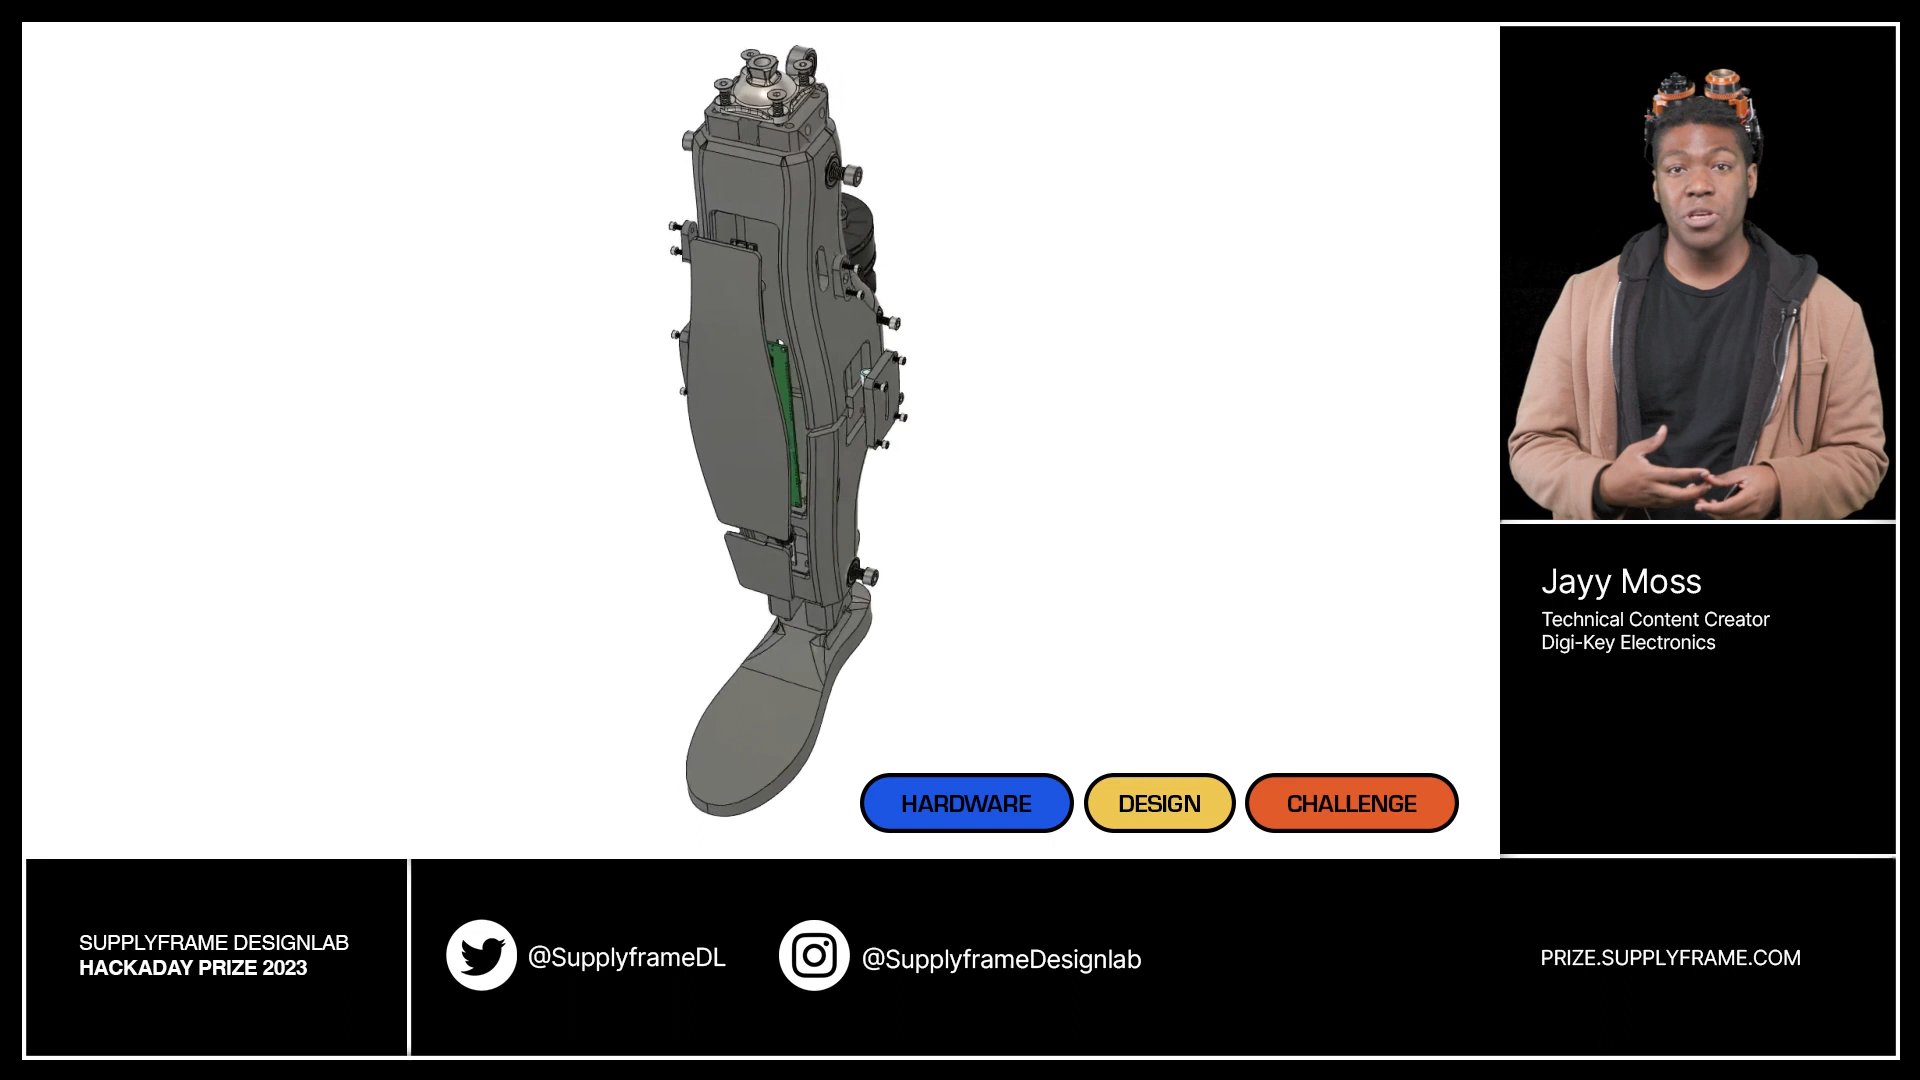 HARDWARE
DESIGN
CHALLENGE
Jayy Moss
Technical Content Creator
Digi-Key Electronics
SUPPLYFRAME DESIGNLAB
HACKADAY PRIZE 2023
@SupplyframeDL
@SupplyframeDesignlab
PRIZE.SUPPLYFRAME.COM